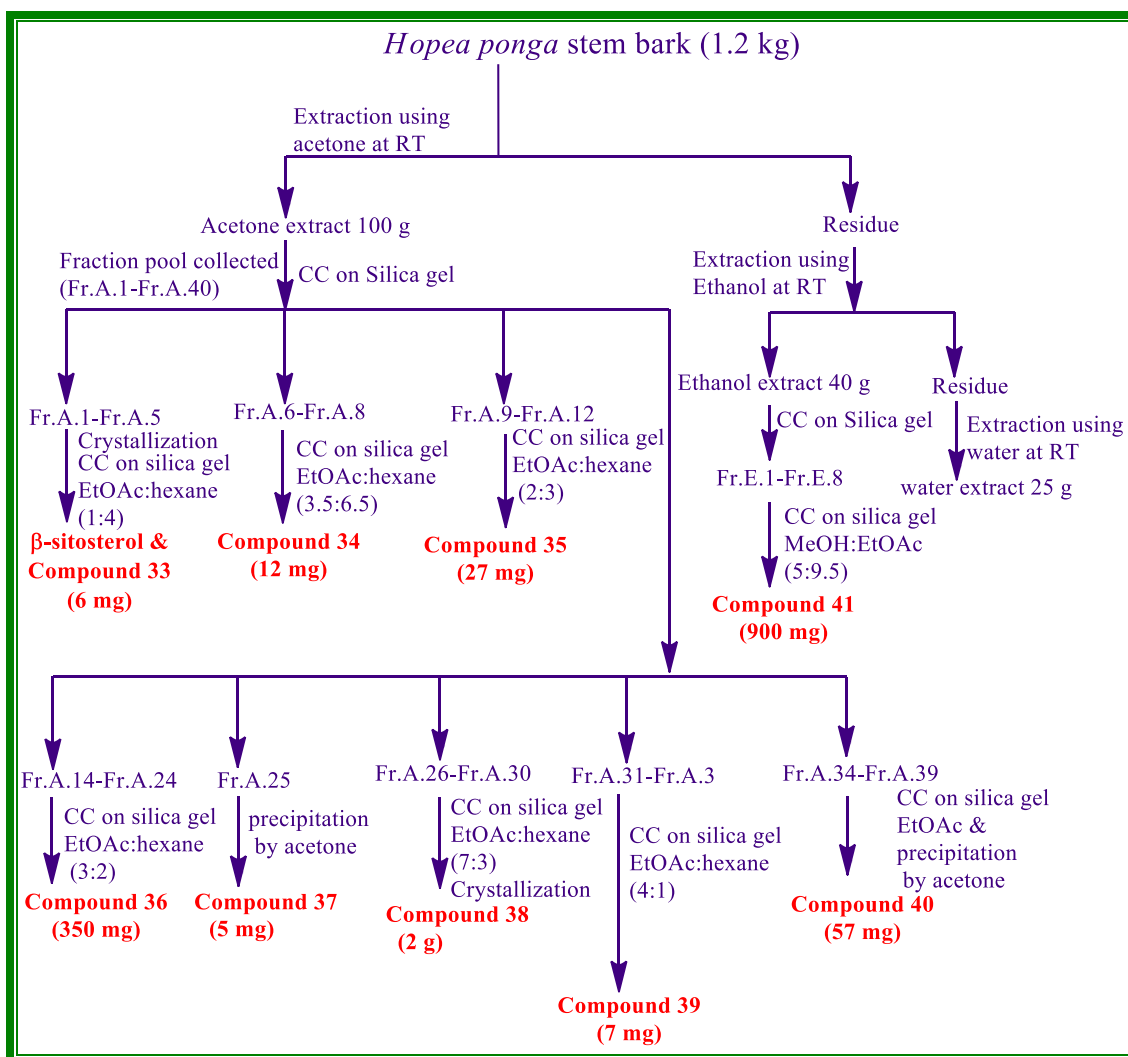 Hopea ponga stem bark (1.2 kg)
Extraction using
acetone at RT
Acetone extract 100 g
Residue
Fraction pool collected
(Fr.A.1-Fr.A.40)
CC on Silica gel
Extraction using
Ethanol at RT
Fr.A.1-Fr.A.5
Crystallization
CC on silica gel
EtOAc:hexane
(1:4)
β-sitosterol &
Compound 33
(6 mg)
Fr.A.6-Fr.A.8
CC on silica gel
EtOAc:hexane
(3.5:6.5)
Compound 34
(12 mg)
Fr.A.9-Fr.A.12
CC on silica gel
EtOAc:hexane
(2:3)
Compound 35
(27 mg)
Ethanol extract 40 g
CC on Silica gel
Fr.E.1-Fr.E.8
CC on silica gel
MeOH:EtOAc
(5:9.5)
Compound 41
(900 mg)
Residue
Extraction using
water at RT
water extract 25 g
Fr.A.14-Fr.A.24
CC on silica gel
EtOAc:hexane
(3:2)
Compound 36
(350 mg)
Fr.A.25
precipitation
by acetone
Compound 37
(5 mg)
Fr.A.26-Fr.A.30
CC on silica gel
EtOAc:hexane
(7:3)
Crystallization
Compound 38
(2 g)
Fr.A.31-Fr.A.3
CC on silica gel
EtOAc:hexane
(4:1)
Compound 39
(7 mg)
Fr.A.34-Fr.A.39
CC on silica gel
EtOAc &
precipitation
by acetone
Compound 40
(57 mg)